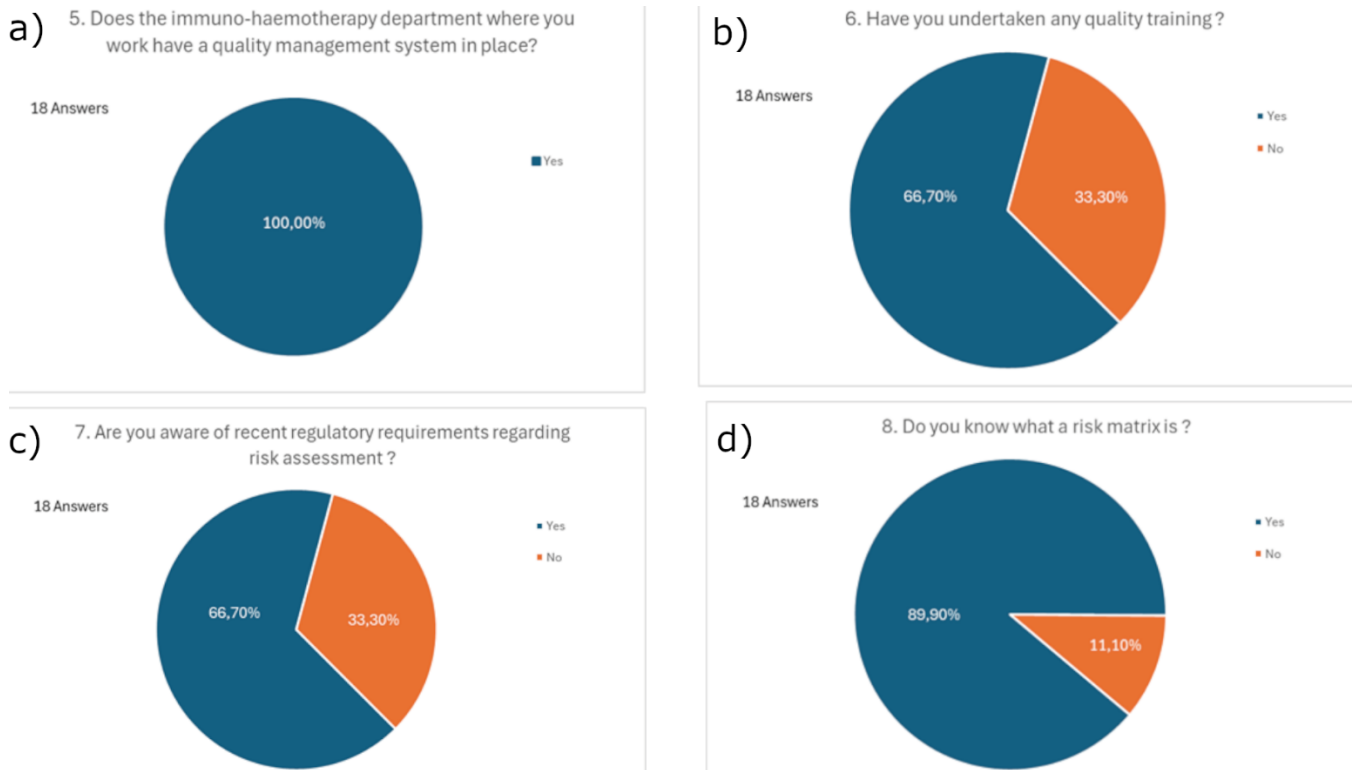 a)
5. Does the immuno-haemotherapy department where you
work have a quality management system in place?
18 Answers
Yes
100,00%
b)
6. Have you undertaken any quality training ?
18 Answers
Yes
No
66,70%
33,30%
c)
7. Are you aware of recent regulatory requirements regarding
risk assessment ?
18 Answers
Yes
No
66,70%
33,30%
d)
8. Do you know what a risk matrix is ?
18 Answers
Yes
No
89,90%
11,10%